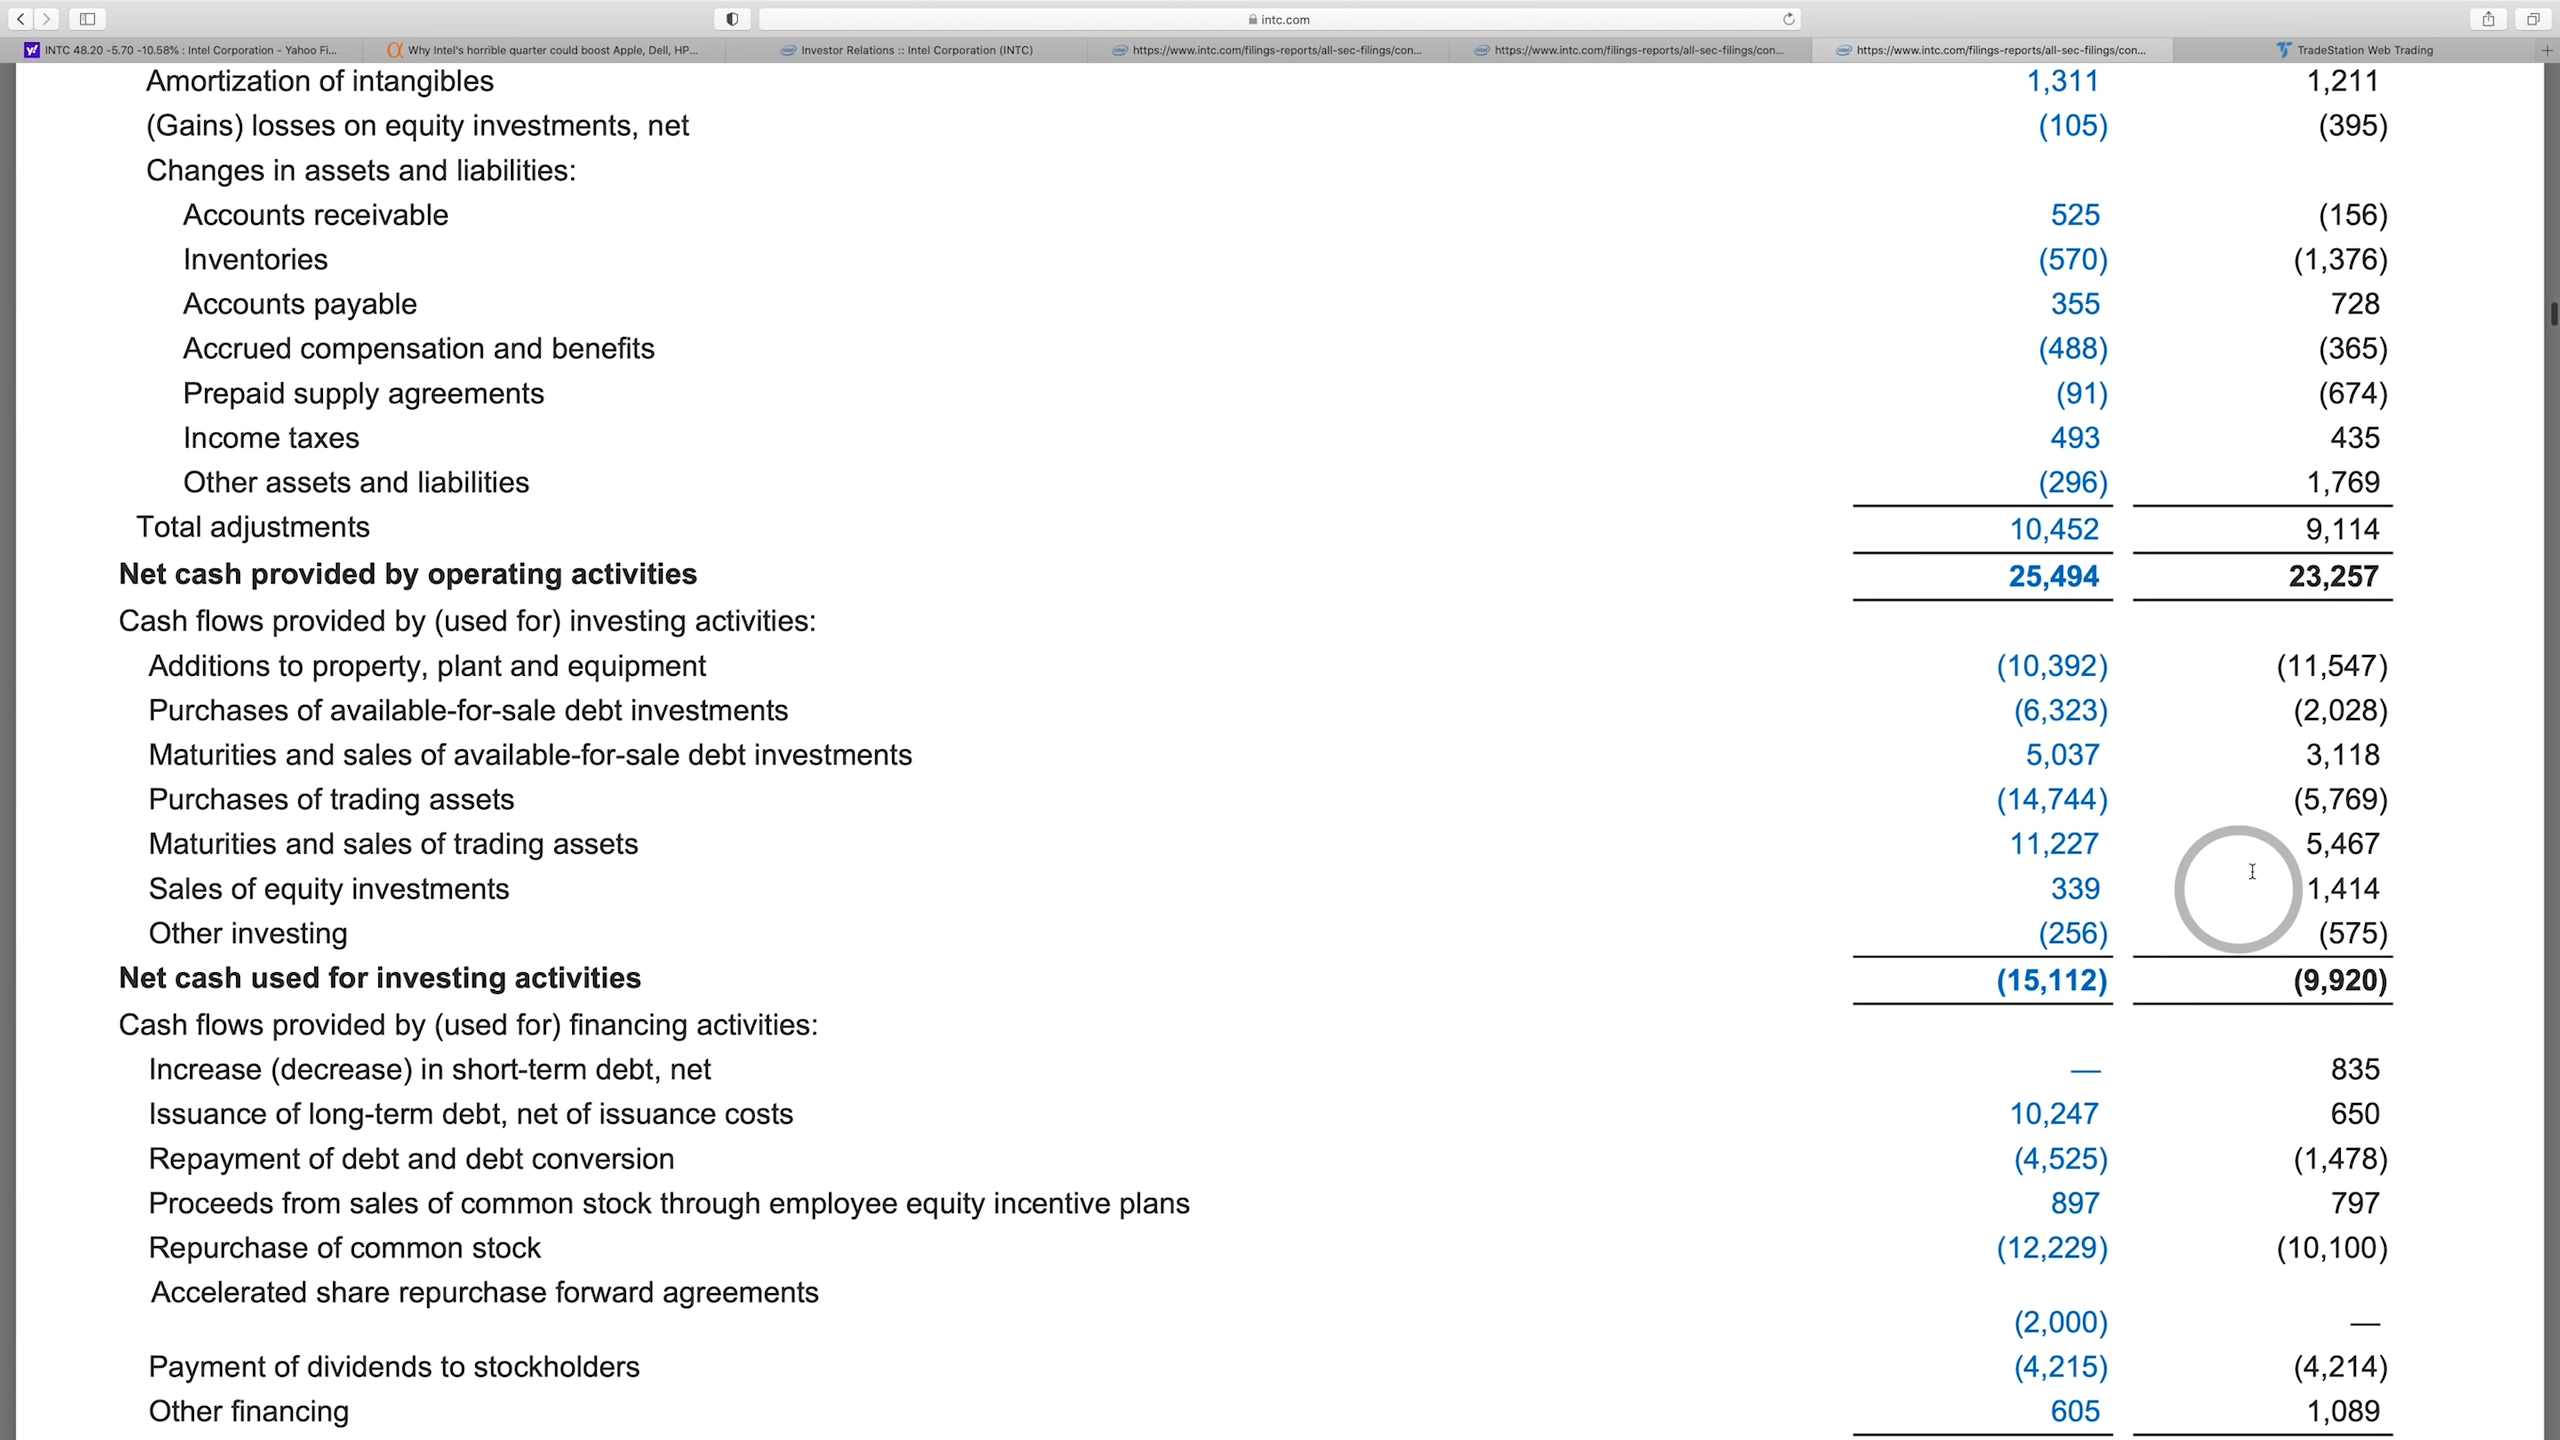 intc.com
INTC 48.20 -5.70 -10.58% : Intel Corporation - Yahoo Fi... Why Intel's horrible quarter could boost Apple, Dell, HP... Investor Relations :: Intel Corporation (INTC) https://www.intc.com/filings-reports/all-sec-filings/con... https://www.intc.com/filings-reports/all-sec-filings/con... https://www.intc.com/filings-reports/all-sec-filings/con... TradeStation Web Trading
Amortization of intangibles 1,311 1,211
(Gains) losses on equity investments, net (105) (395)
Changes in assets and liabilities:
Accounts receivable 525 (156)
Inventories (570) (1,376)
Accounts payable 355 728
Accrued compensation and benefits (488) (365)
Prepaid supply agreements (91) (674)
Income taxes 493 435
Other assets and liabilities (296) 1,769
Total adjustments 10,452 9,114
Net cash provided by operating activities 25,494 23,257
Cash flows provided by (used for) investing activities:
Additions to property, plant and equipment (10,392) (11,547)
Purchases of available-for-sale debt investments (6,323) (2,028)
Maturities and sales of available-for-sale debt investments 5,037 3,118
Purchases of trading assets (14,744) (5,769)
Maturities and sales of trading assets 11,227 5,467
Sales of equity investments 339 1,414
Other investing (256) (575)
Net cash used for investing activities (15,112) (9,920)
Cash flows provided by (used for) financing activities:
Increase (decrease) in short-term debt, net — 835
Issuance of long-term debt, net of issuance costs 10,247 650
Repayment of debt and debt conversion (4,525) (1,478)
Proceeds from sales of common stock through employee equity incentive plans 897 797
Repurchase of common stock (12,229) (10,100)
Accelerated share repurchase forward agreements
(2,000) —
Payment of dividends to stockholders (4,215) (4,214)
Other financing 605 1,089